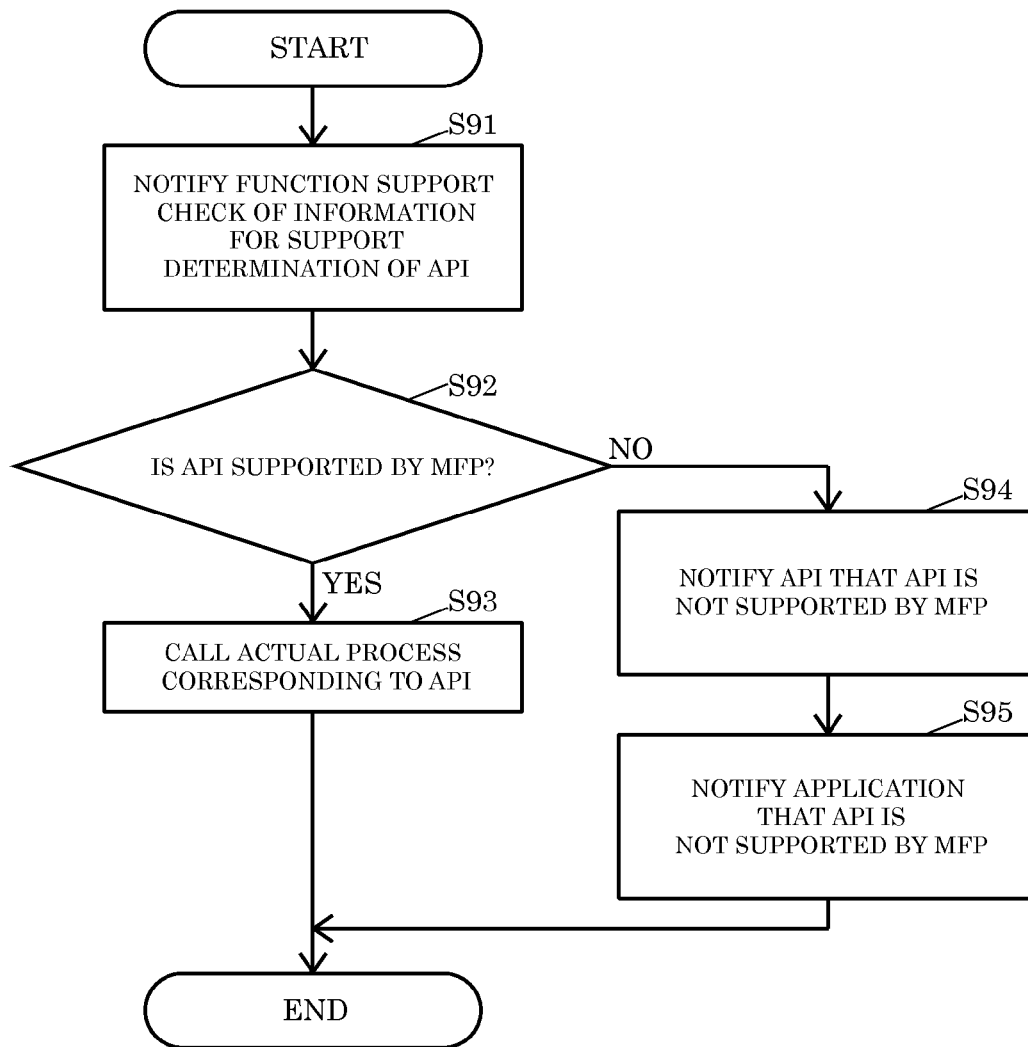 START
S91
NOTIFY FUNCTION SUPPORT
CHECK OF INFORMATION
FOR SUPPORT
DETERMINATION OF API
S92
IS API SUPPORTED BY MFP?
NO
YES
S93
CALL ACTUAL PROCESS
CORRESPONDING TO API
S94
NOTIFY API THAT API IS
NOT SUPPORTED BY MFP
S95
NOTIFY APPLICATION
THAT API IS
NOT SUPPORTED BY MFP
END